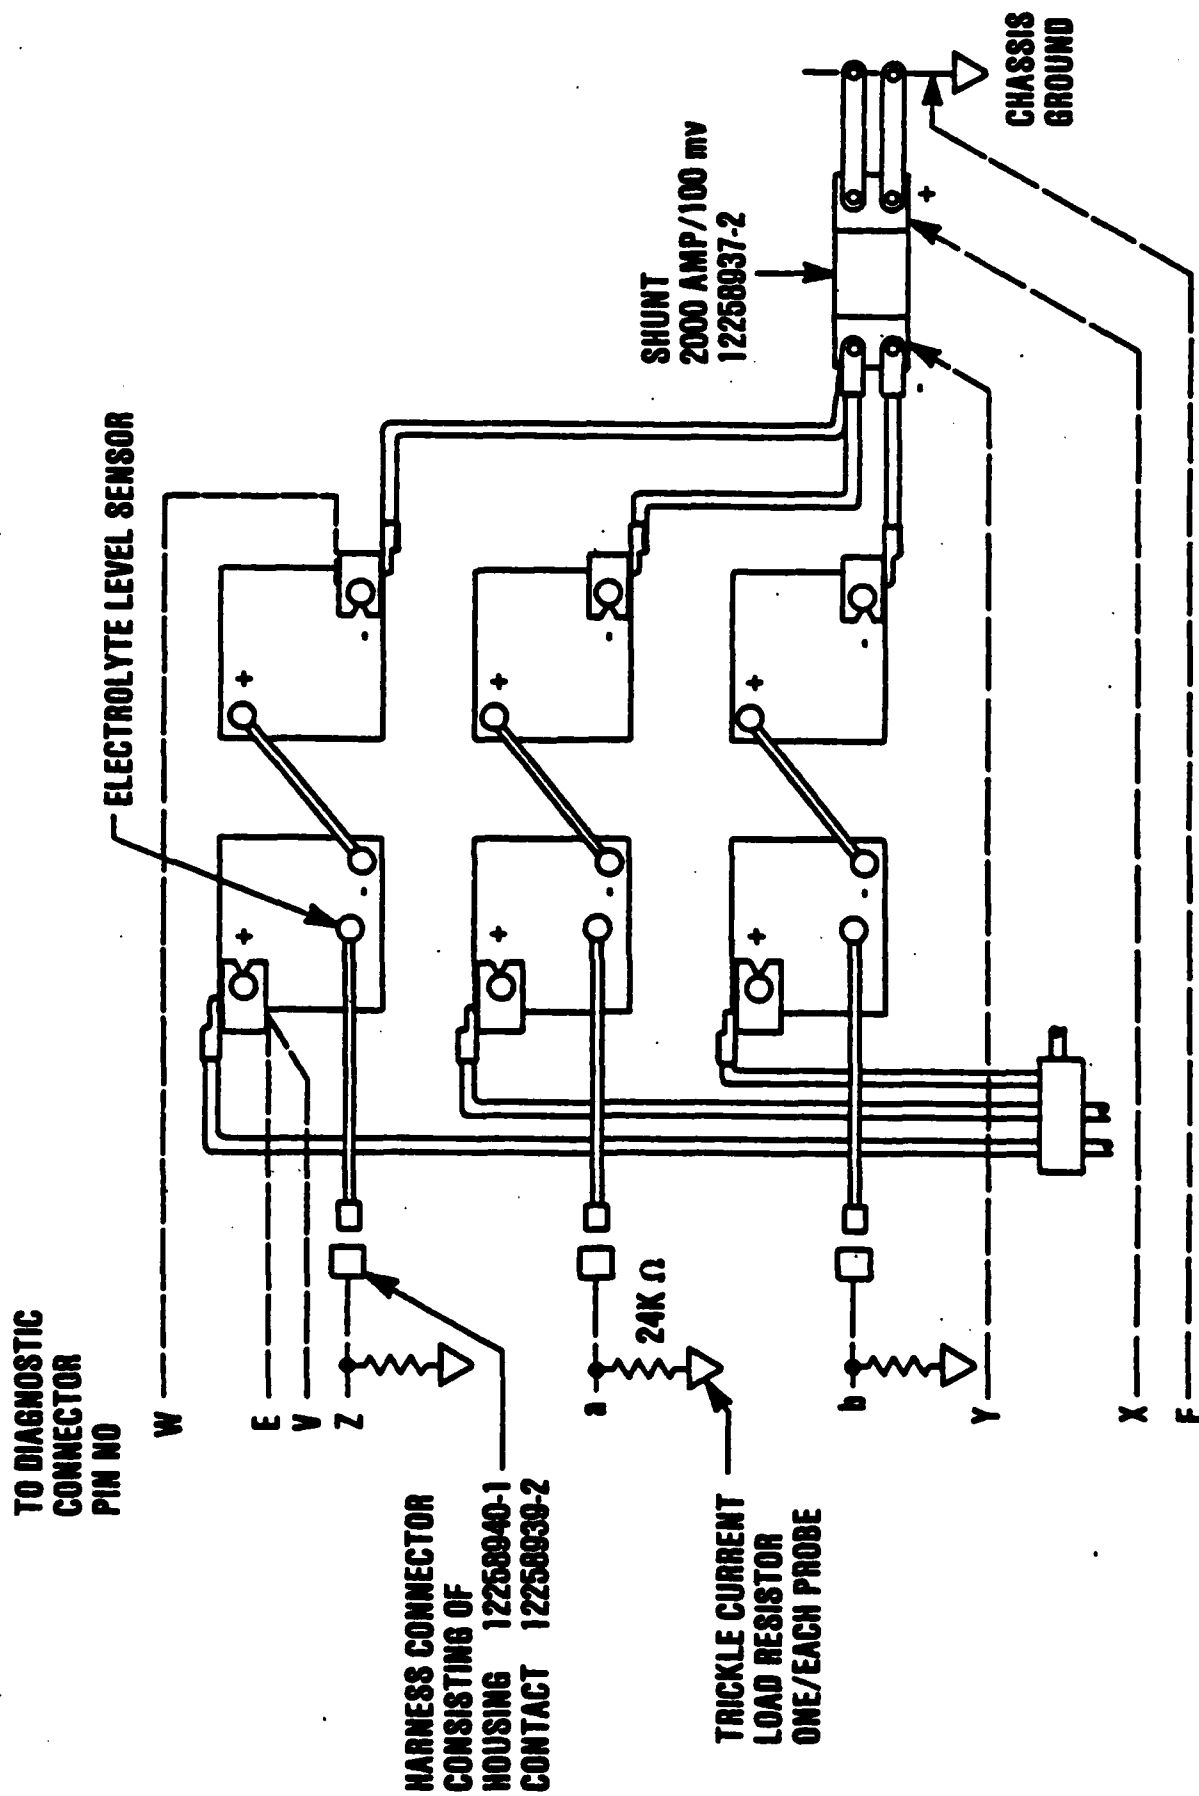 TO DIAGNOSTIC
CONNECTOR
PIN NO
W
E
V
Z
a
b
Y
X
F
ELECTROLYTE LEVEL SENSOR
+
-
+
-
+
-
+
-
+
-
+
-
SHUNT
2000 AMP/100 mv
12258937-2
-
+
CHASSIS
GROUND
24K Ω
HARNESS CONNECTOR
CONSISTING OF
HOUSING 12258940-1
CONTACT 12258939-2
TRICKLE CURRENT
LOAD RESISTOR
ONE/EACH PROBE